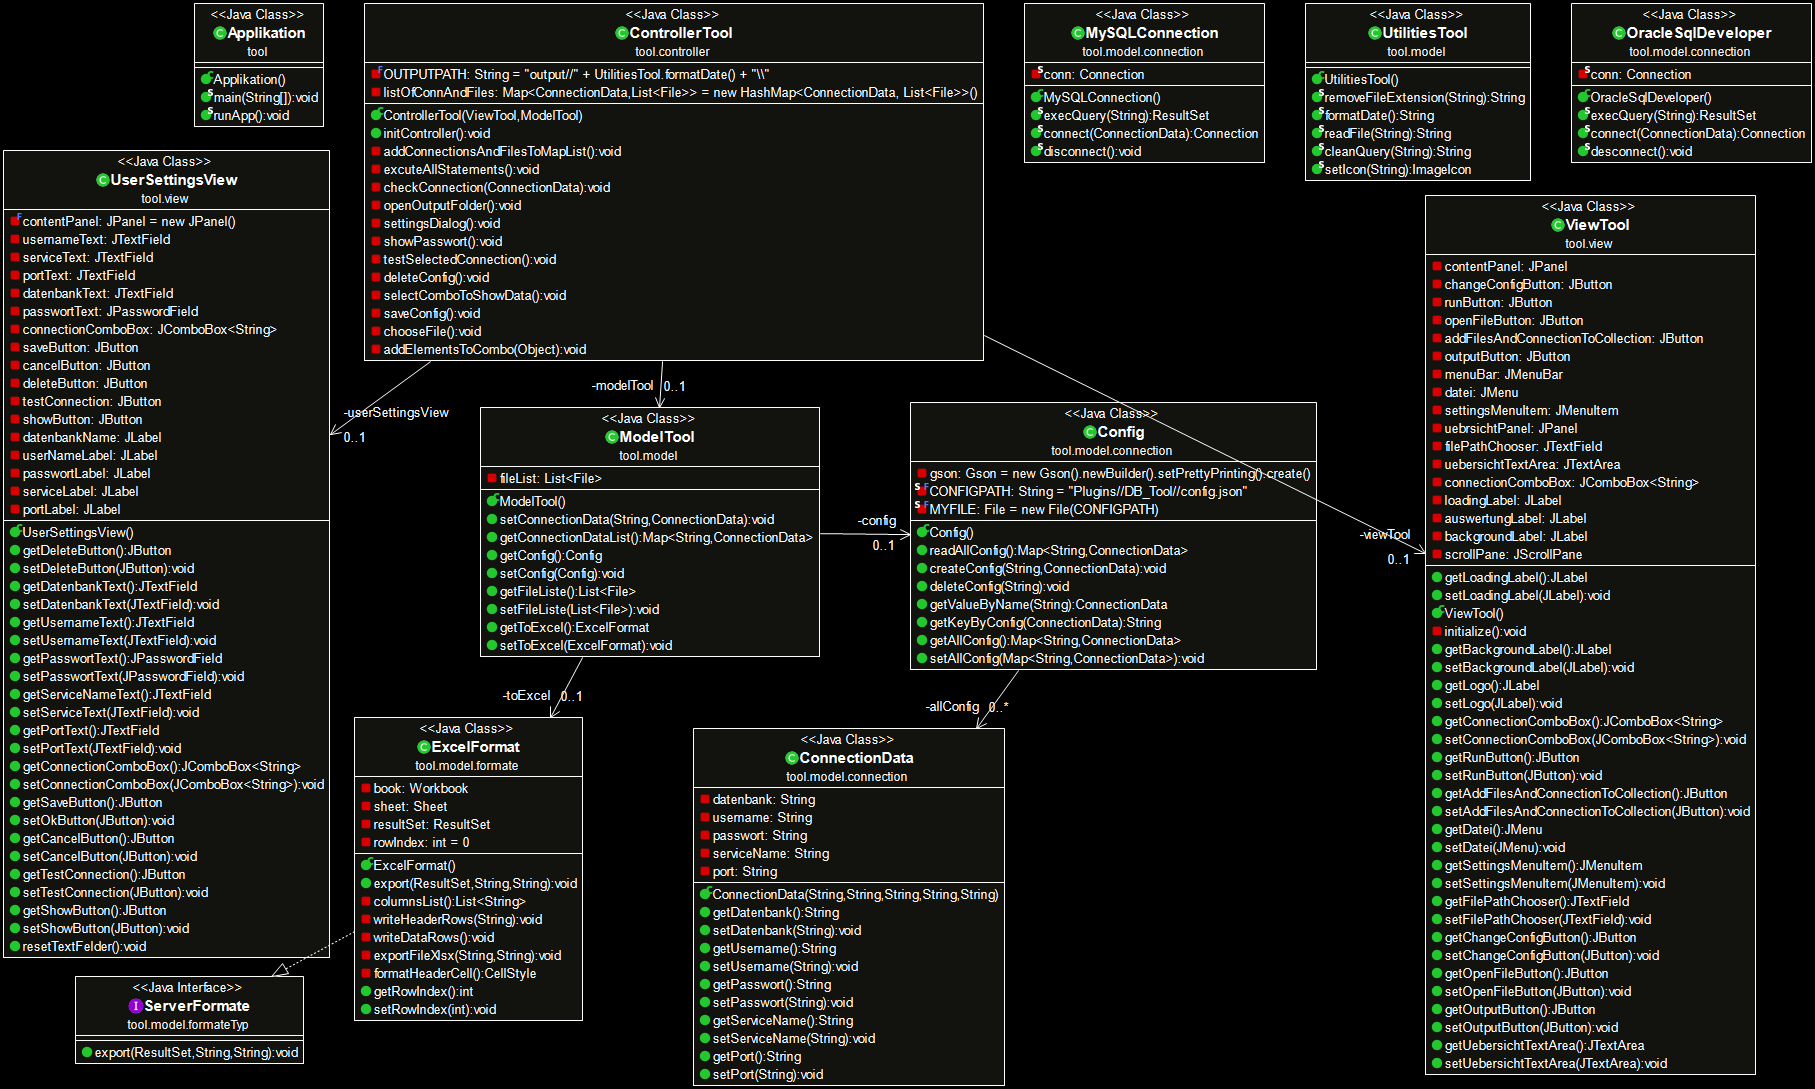 <<Java Class>>
Applikation
tool
Applikation()
main(String[]):void
runApp():void
<<Java Class>>
ControllerTool
tool.controller
OUTPUTPATH: String = "output//" + UtilitiesTool.formatDate() + "\\"
listOfConnAndFiles: Map<ConnectionData,List<File>> = new HashMap<ConnectionData, List<File>>()
ControllerTool(ViewTool,ModelTool)
initController():void
addConnectionsAndFilesToMapList():void
excuteAllStatements():void
checkConnection(ConnectionData):void
openOutputFolder():void
settingsDialog():void
showPasswort():void
testSelectedConnection():void
deleteConfig():void
selectComboToShowData():void
saveConfig():void
chooseFile():void
addElementsToCombo(Object):void
<<Java Class>>
MySQLConnection
tool.model.connection
conn: Connection
MySQLConnection()
execQuery(String):ResultSet
connect(ConnectionData):Connection
disconnect():void
<<Java Class>>
UtilitiesTool
tool.model
UtilitiesTool()
removeFileExtension(String):String
formatDate():String
readFile(String):String
cleanQuery(String):String
setIcon(String):ImageIcon
<<Java Class>>
OracleSqlDeveloper
tool.model.connection
conn: Connection
OracleSqlDeveloper()
execQuery(String):ResultSet
connect(ConnectionData):Connection
desconnect():void
<<Java Class>>
UserSettingsView
tool.view
contentPanel: JPanel = new JPanel()
usernameText: JTextField
serviceText: JTextField
portText: JTextField
datenbankText: JTextField
passwortText: JPasswordField
connectionComboBox: JComboBox<String>
saveButton: JButton
cancelButton: JButton
deleteButton: JButton
testConnection: JButton
showButton: JButton
datenbankName: JLabel
userNameLabel: JLabel
passwortLabel: JLabel
serviceLabel: JLabel
portLabel: JLabel
UserSettingsView()
getDeleteButton():JButton
setDeleteButton(JButton):void
getDatenbankText():JTextField
setDatenbankText(JTextField):void
getUsernameText():JTextField
setUsernameText(JTextField):void
getPasswortText():JPasswordField
setPasswortText(JPasswordField):void
getServiceNameText():JTextField
setServiceText(JTextField):void
getPortText():JTextField
setPortText(JTextField):void
getConnectionComboBox():JComboBox<String>
setConnectionComboBox(JComboBox<String>):void
getSaveButton():JButton
setOkButton(JButton):void
getCancelButton():JButton
setCancelButton(JButton):void
getTestConnection():JButton
setTestConnection(JButton):void
getShowButton():JButton
setShowButton(JButton):void
resetTextFelder():void
-userSettingsView
0..1
-modelTool
0..1
<<Java Class>>
ModelTool
tool.model
fileList: List<File>
ModelTool()
setConnectionData(String,ConnectionData):void
getConnectionDataList():Map<String,ConnectionData>
getConfig():Config
setConfig(Config):void
getFileListe():List<File>
setFileListe(List<File>):void
getToExcel():ExcelFormat
setToExcel(ExcelFormat):void
-config
0..1
<<Java Class>>
Config
tool.model.connection
gson: Gson = new Gson().newBuilder().setPrettyPrinting().create()
CONFIGPATH: String = "Plugins//DB_Tool//config.json"
MYFILE: File = new File(CONFIGPATH)
Config()
readAllConfig():Map<String,ConnectionData>
createConfig(String,ConnectionData):void
deleteConfig(String):void
getValueByName(String):ConnectionData
getKeyByConfig(ConnectionData):String
getAllConfig():Map<String,ConnectionData>
setAllConfig(Map<String,ConnectionData>):void
-viewTool
0..1
<<Java Class>>
ViewTool
tool.view
contentPanel: JPanel
changeConfigButton: JButton
runButton: JButton
openFileButton: JButton
addFilesAndConnectionToCollection: JButton
outputButton: JButton
menuBar: JMenuBar
datei: JMenu
settingsMenuItem: JMenuItem
uebrsichtPanel: JPanel
filePathChooser: JTextField
uebersichtTextArea: JTextArea
connectionComboBox: JComboBox<String>
loadingLabel: JLabel
auswertungLabel: JLabel
backgroundLabel: JLabel
scrollPane: JScrollPane
getLoadingLabel():JLabel
setLoadingLabel(JLabel):void
ViewTool()
initialize():void
getBackgroundLabel():JLabel
setBackgroundLabel(JLabel):void
getLogo():JLabel
setLogo(JLabel):void
getConnectionComboBox():JComboBox<String>
setConnectionComboBox(JComboBox<String>):void
getRunButton():JButton
setRunButton(JButton):void
getAddFilesAndConnectionToCollection():JButton
setAddFilesAndConnectionToCollection(JButton):void
getDatei():JMenu
setDatei(JMenu):void
getSettingsMenuItem():JMenuItem
setSettingsMenuItem(JMenuItem):void
getFilePathChooser():JTextField
setFilePathChooser(JTextField):void
getChangeConfigButton():JButton
setChangeConfigButton(JButton):void
getOpenFileButton():JButton
setOpenFileButton(JButton):void
getOutputButton():JButton
setOutputButton(JButton):void
getUebersichtTextArea():JTextArea
setUebersichtTextArea(JTextArea):void
-toExcel
0..1
<<Java Class>>
ExcelFormat
tool.model.formate
book: Workbook
sheet: Sheet
resultSet: ResultSet
rowIndex: int = 0
ExcelFormat()
export(ResultSet,String,String):void
columnsList():List<String>
writeHeaderRows(String):void
writeDataRows():void
exportFileXlsx(String,String):void
formatHeaderCell():CellStyle
getRowIndex():int
setRowIndex(int):void
-allConfig
0..*
<<Java Class>>
ConnectionData
tool.model.connection
datenbank: String
username: String
passwort: String
serviceName: String
port: String
ConnectionData(String,String,String,String,String)
getDatenbank():String
setDatenbank(String):void
getUsername():String
setUsername(String):void
getPasswort():String
setPasswort(String):void
getServiceName():String
setServiceName(String):void
getPort():String
setPort(String):void
<<Java Interface>>
ServerFormate
tool.model.formateTyp
export(ResultSet,String,String):void